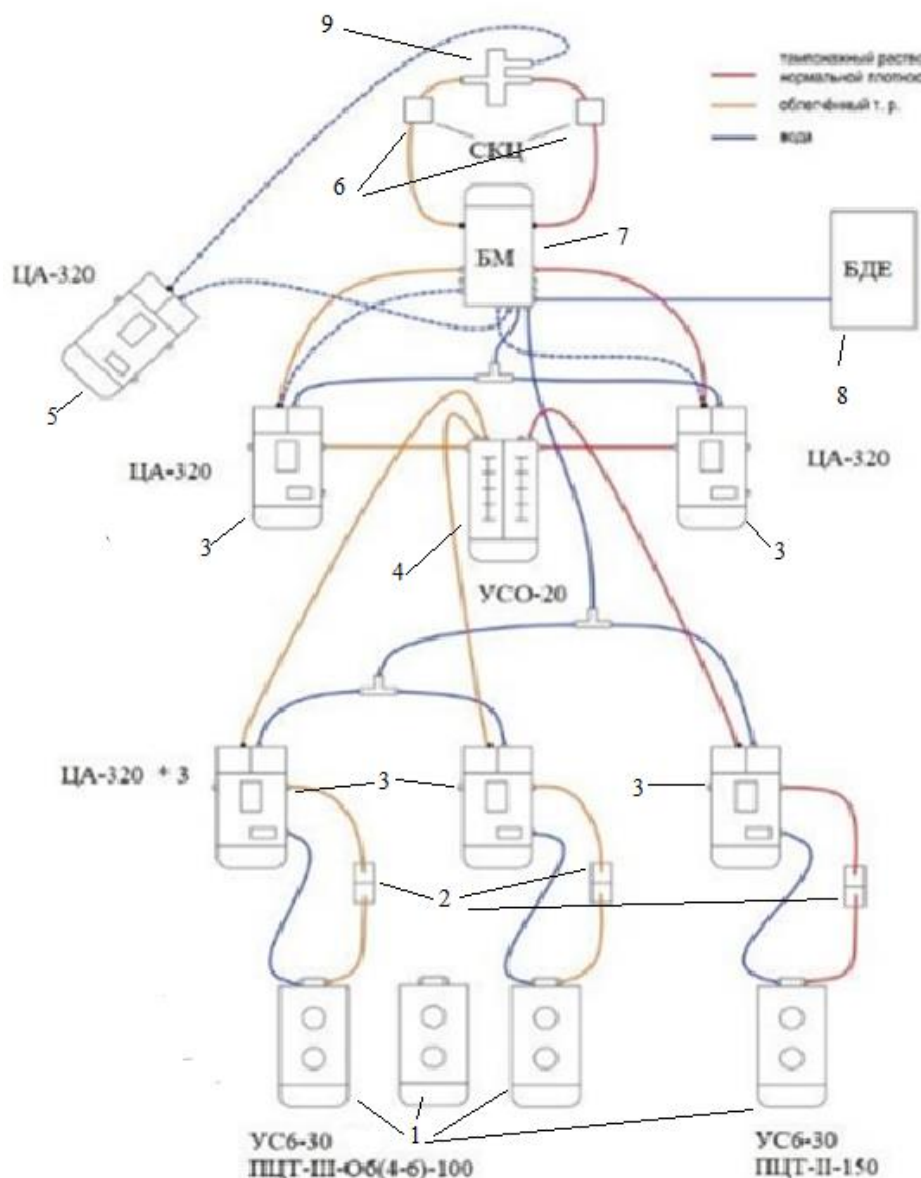 9
тампонажный
нормальной
облегчённый т. р.
вода
СКЦ
6
БМ
7
ЦА-320
БДЕ
5
8
ЦА-320
ЦА-320
3
4
3
УСО-20
ЦА-320 * 3
3
3
2
1
УС6-30
ПЦТ-III-Об(4-6)-100
УС6-30
ПЦТ-II-150